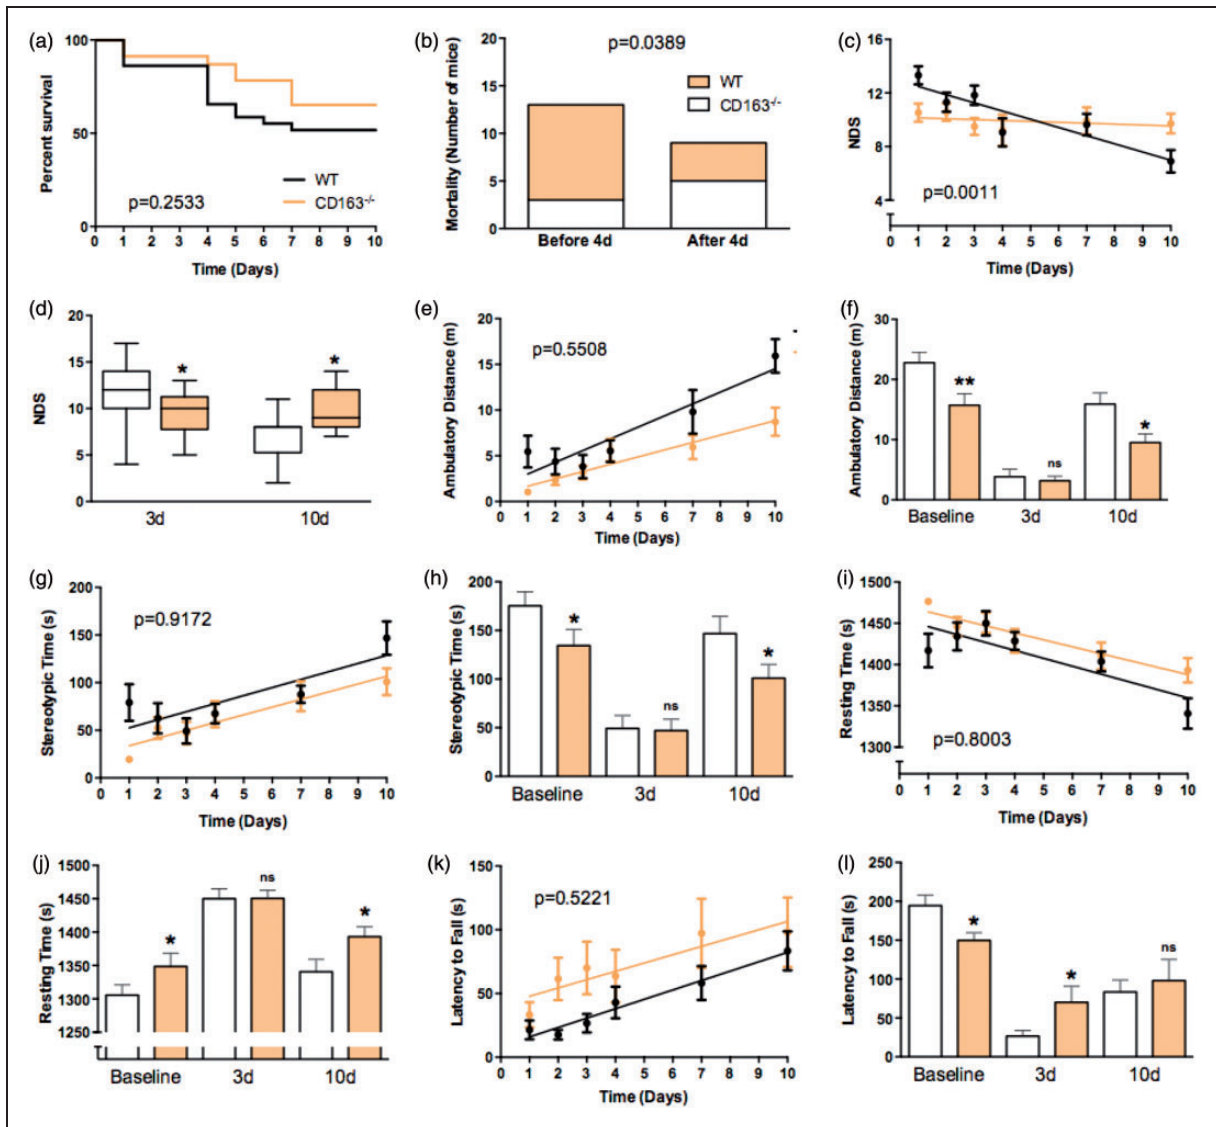 (a)
100
50
0
Percent survival
p=0.2533
WT
CD163-/-
0 1 2 3 4 5 6 7 8 9 10
Time (Days)
(b)
20
15
10
5
0
Mortality (Number of mice)
p=0.0389
WT
CD163-/-
Before 4d After 4d
(c)
16
12
8
4
NDS
p=0.0011
0 1 2 3 4 5 6 7 8 9 10
Time (Days)
(d)
20
15
10
5
0
NDS
* *
3d 10d
(e)
20
15
10
5
0
Ambulatory Distance (m)
p=0.5508
0 1 2 3 4 5 6 7 8 9 10
Time (Days)
(f)
30
20
10
0
Ambulatory Distance (m)
** ns *
Baseline 3d 10d
(g)
200
150
100
50
0
Stereotypic Time (s)
p=0.9172
0 1 2 3 4 5 6 7 8 9 10
Time (Days)
(h)
200
150
100
50
0
Stereotypic Time (s)
* ns *
Baseline 3d 10d
(i)
1500
1450
1400
1350
1300
Resting Time (s)
p=0.8003
0 1 2 3 4 5 6 7 8 9 10
Time (Days)
(j)
1500
1450
1400
1350
1300
1250
Resting Time (s)
* ns *
Baseline 3d 10d
(k)
150
100
50
0
Latency to Fall (s)
p=0.5221
0 1 2 3 4 5 6 7 8 9 10
Time (Days)
(l)
200
150
100
50
0
Latency to Fall (s)
* * ns
Baseline 3d 10d